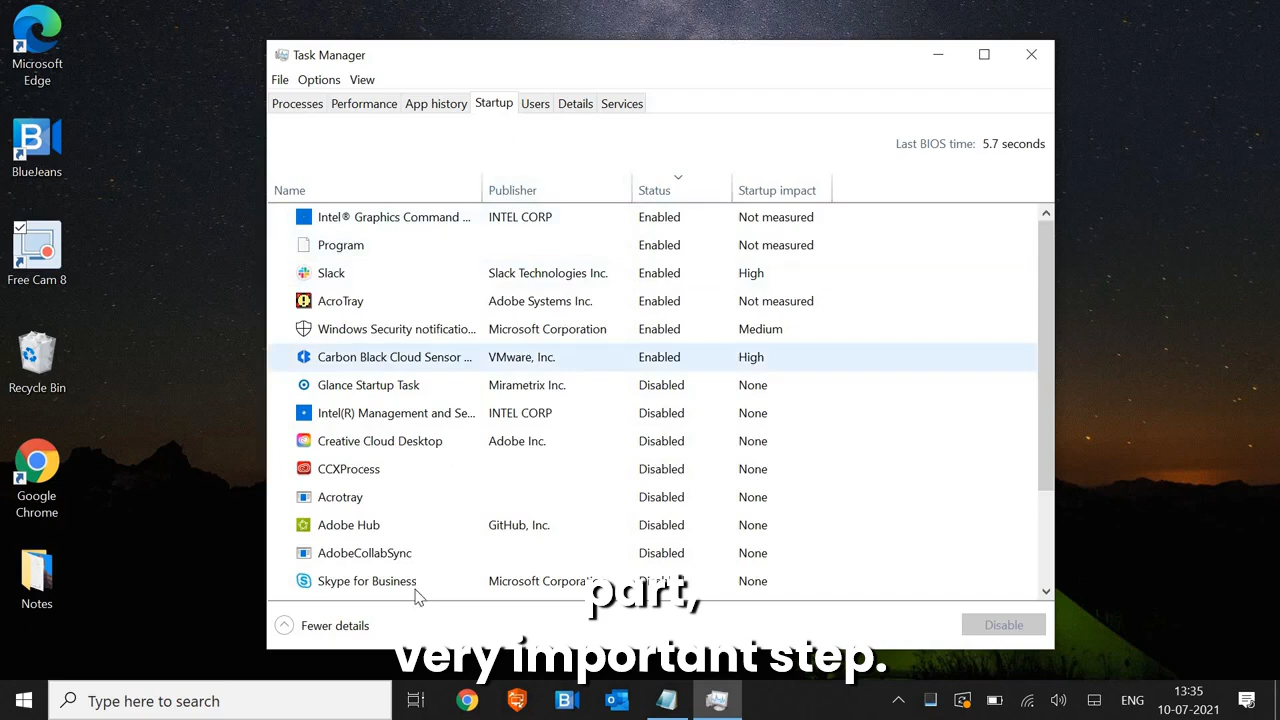 Microsoft
Edge
BlueJeans
Free Cam 8
Recycle Bin
Google
Chrome
Notes
Task Manager
File Options View
Processes Performance App history Startup Users Details Services
Last BIOS time: 5.7 seconds
Name Publisher Status Startup impact
Intel® Graphics Command ... INTEL CORP Enabled Not measured
Program Enabled Not measured
Slack Slack Technologies Inc. Enabled High
AcroTray Adobe Systems Inc. Enabled Not measured
Windows Security notificatio... Microsoft Corporation Enabled Medium
Carbon Black Cloud Sensor ... VMware, Inc. Enabled High
Glance Startup Task Mirametrix Inc. Disabled None
Intel(R) Management and Se... INTEL CORP Disabled None
Creative Cloud Desktop Adobe Inc. Disabled None
CCXProcess Disabled None
Acrotray Disabled None
Adobe Hub GitHub, Inc. Disabled None
AdobeCollabSync Disabled None
Skype for Business Microsoft None
part,
Fewer details Disable
very important step.
Type here to search ENG 13:35
10-07-2021